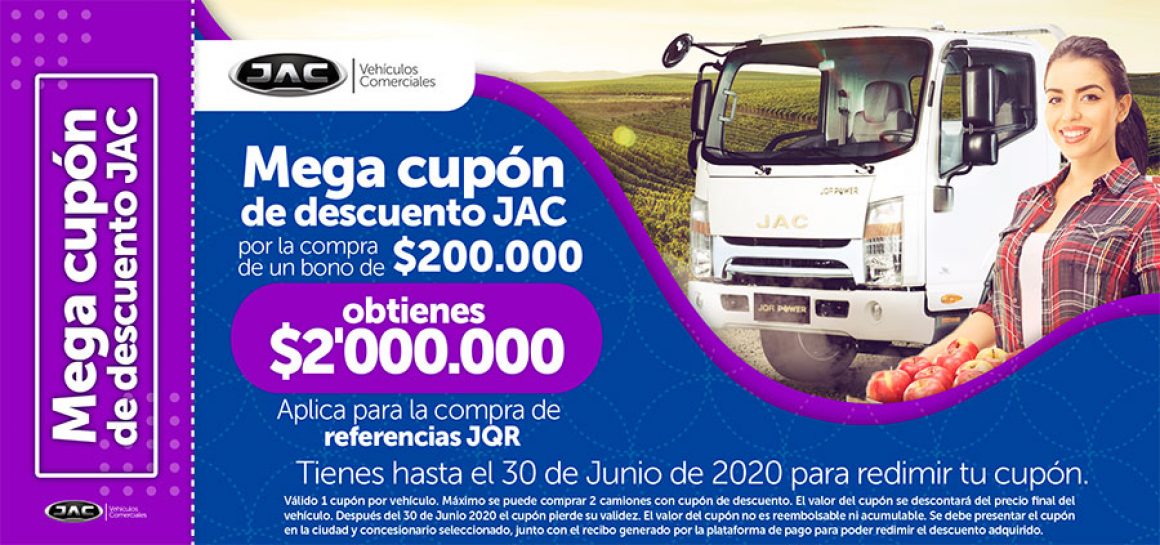 Mega cupón
de descuento JAC
JAC
Vehículos
Comerciales
JAC
Vehículos
Comerciales
Mega cupón
de descuento JAC
por la compra
de un bono de $200.000
obtienes
$2'000.000
Aplica para la compra de
referencias JQR
JQR POWER
JAC
JQR POWER
Tienes hasta el 30 de Junio de 2020 para redimir tu cupón.
Válido 1 cupón por vehículo. Máximo se puede comprar 2 camiones con cupón de descuento. El valor del cupón se descontará del precio final del
vehículo. Después del 30 de Junio 2020 el cupón pierde su validez. El valor del cupón no es reembolsable ni acumulable. Se debe presentar el cupón
en la ciudad y concesionario seleccionado, junto con el recibo generado por la plataforma de pago para poder redimir el descuento adquirido.